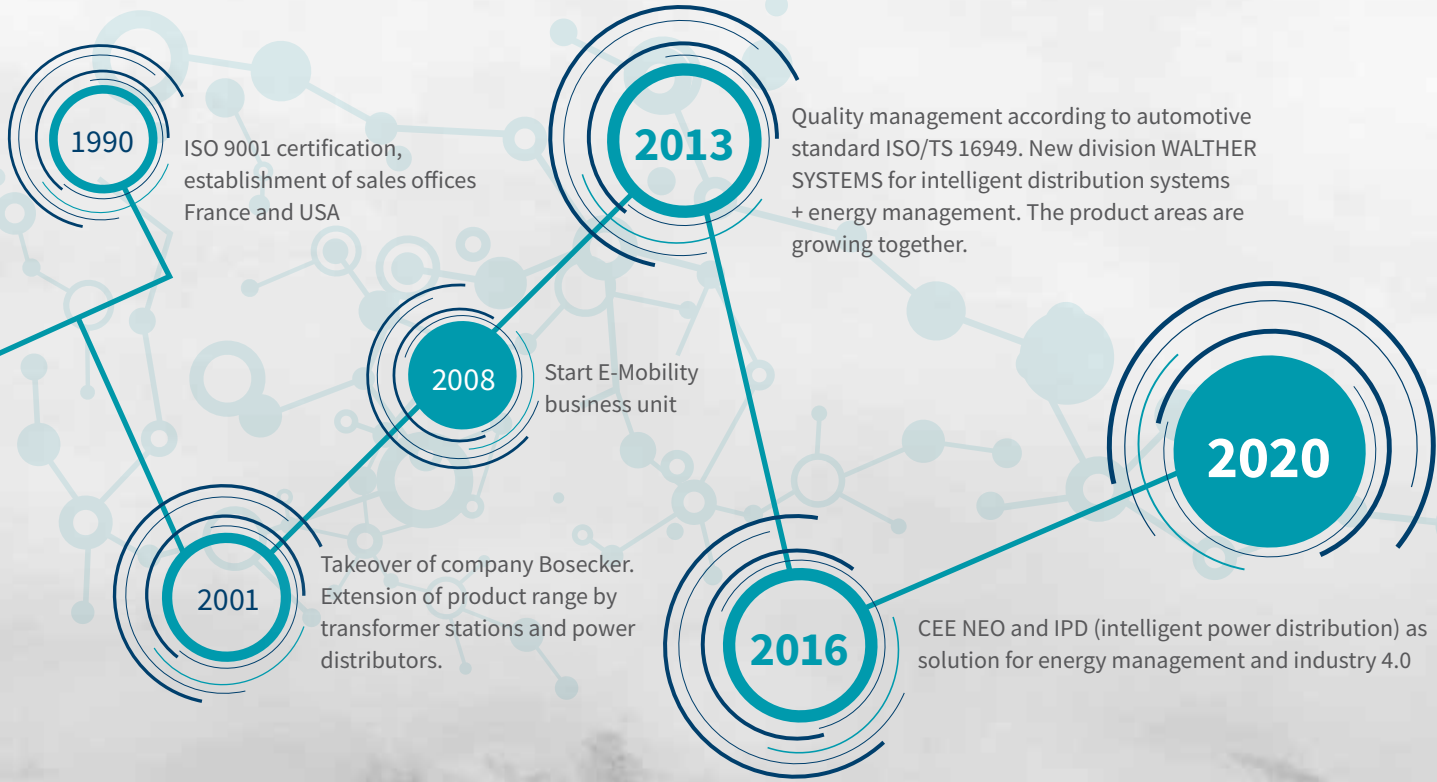 1990
ISO 9001 certification,
establishment of sales offices
France and USA
2001
Takeover of company Bosecker.
Extension of product range by
transformer stations and power
distributors.
2008
Start E-Mobility
business unit
2013
Quality management according to automotive
standard ISO/TS 16949. New division WALTHER
SYSTEMS for intelligent distribution systems
+ energy management. The product areas are
growing together.
2016
CEE NEO and IPD (intelligent power distribution) as
solution for energy management and industry 4.0
2020